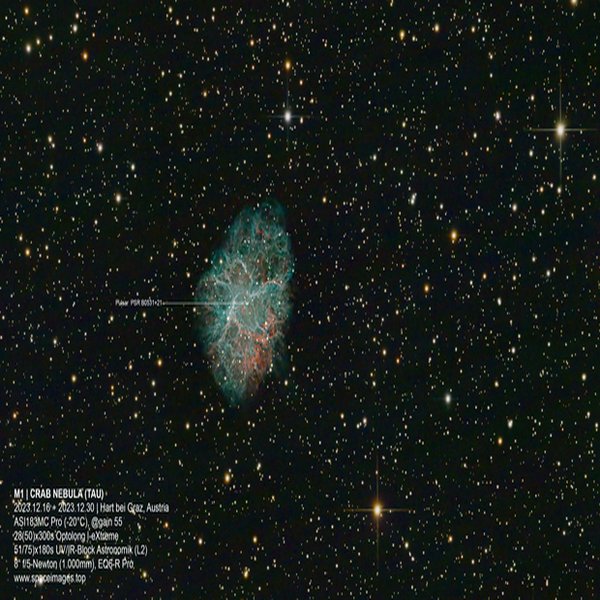 Pulsar PSR B0531+21
M1 | CRAB NEBULA (TAU)
2023.12.16 + 2023.12.30 | Hart bei Graz, Austria
ASI183MC Pro (-20°C), @gain 55
28(50)x300s Optolong l-eXtreme
51(75)x180s UV/IR-Block Astronomik (L2)
8" f/5-Newton (1.000mm), EQ6-R Pro
www.spaceimages.top